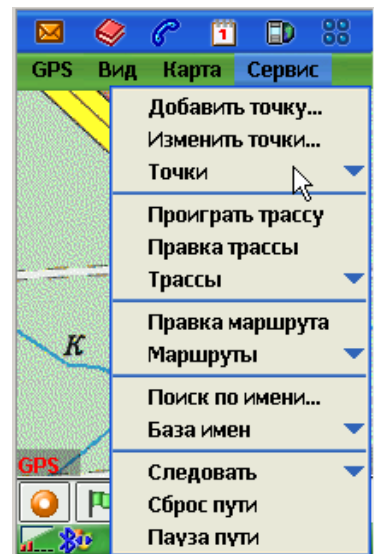 1
GPS Вид Карта Сервис
Добавить точку...
Изменить точки...
Точки
Проиграть трассу
Правка трассы
Трассы
Правка маршрута
К
Маршруты
Поиск по имени...
База имен
GPS
Следовать
Сброс пути
Пауза пути